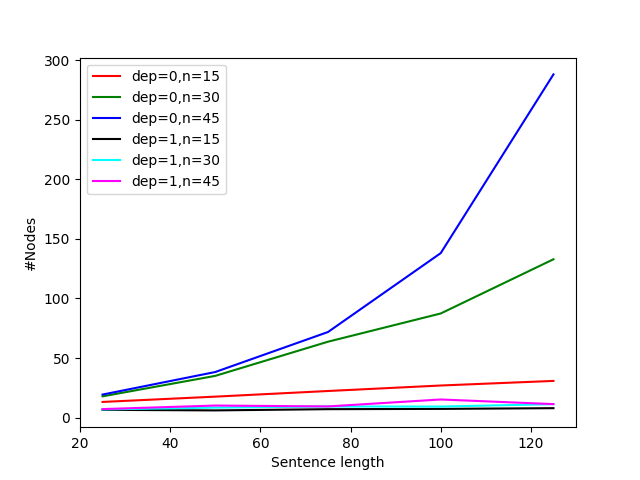 300
250
200
150
100
50
0
#Nodes
dep=0,n=15
dep=0,n=30
dep=0,n=45
dep=1,n=15
dep=1,n=30
dep=1,n=45
20 40 60 80 100 120
Sentence length